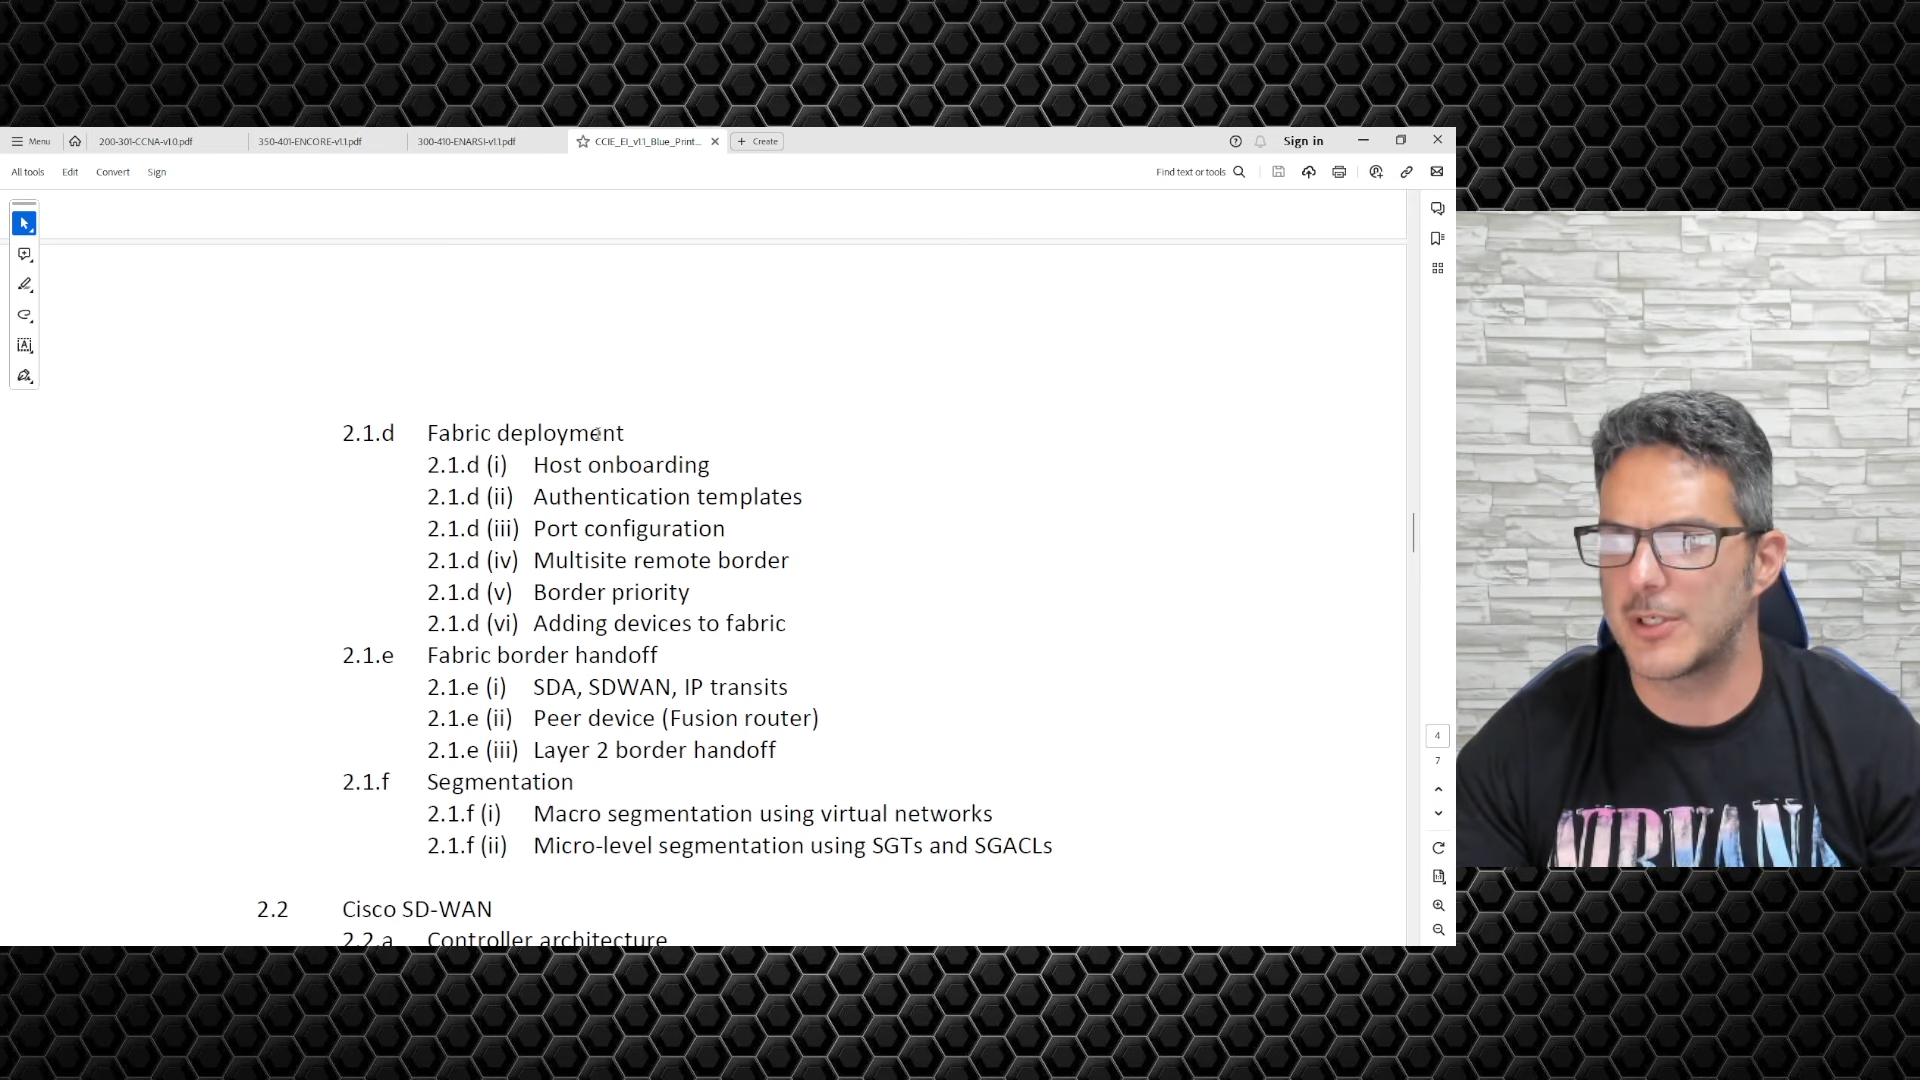 Menu 200-301-CCNA-v1.0.pdf 350-401-ENCORE-v1.1.pdf 300-410-ENARSI-v1.1.pdf CCIE_EI_v1.1_Blue_Print... Create Sign in
All tools Edit Convert Sign Find text or tools
2.1.d Fabric deployment
2.1.d (i) Host onboarding
2.1.d (ii) Authentication templates
2.1.d (iii) Port configuration
2.1.d (iv) Multisite remote border
2.1.d (v) Border priority
2.1.d (vi) Adding devices to fabric
2.1.e Fabric border handoff
2.1.e (i) SDA, SDWAN, IP transits
2.1.e (ii) Peer device (Fusion router)
2.1.e (iii) Layer 2 border handoff
2.1.f Segmentation
2.1.f (i) Macro segmentation using virtual networks
2.1.f (ii) Micro-level segmentation using SGTs and SGACLs
2.2 Cisco SD-WAN
2.2.a Controller architecture
4
7
NIRVANA